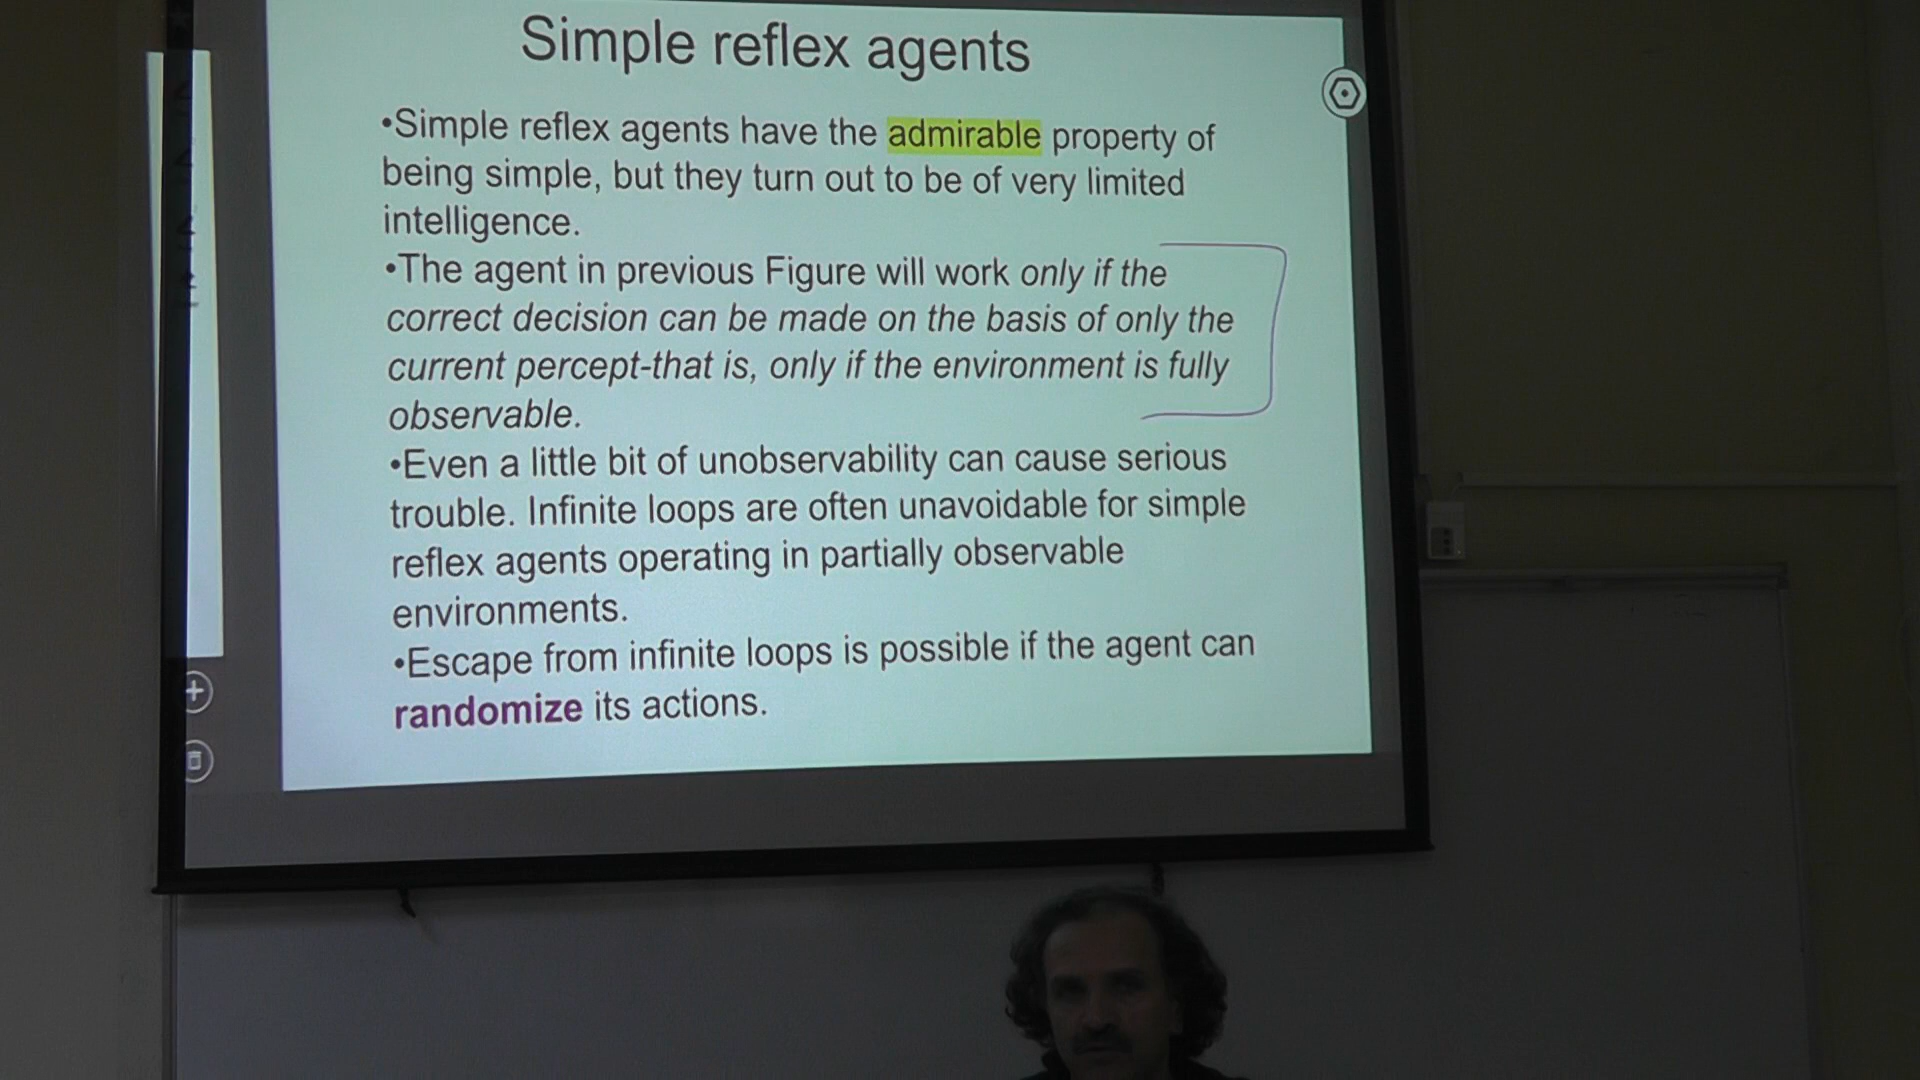 Simple reflex agents
•Simple reflex agents have the admirable property of
being simple, but they turn out to be of very limited
intelligence.
•The agent in previous Figure will work only if the
correct decision can be made on the basis of only the
current percept-that is, only if the environment is fully
observable.
•Even a little bit of unobservability can cause serious
trouble. Infinite loops are often unavoidable for simple
reflex agents operating in partially observable
environments.
•Escape from infinite loops is possible if the agent can
randomize its actions.